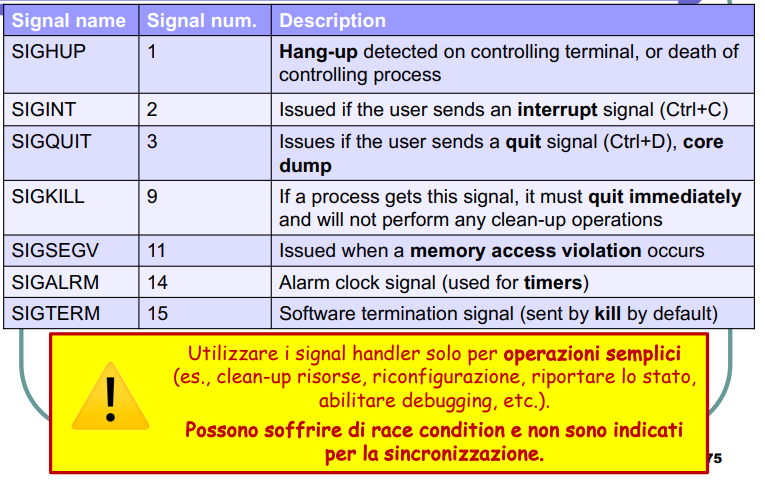 Signal name Signal num. Description
SIGHUP 1 Hang-up detected on controlling terminal, or death of
controlling process
SIGINT 2 Issued if the user sends an interrupt signal (Ctrl+C)
SIGQUIT 3 Issues if the user sends a quit signal (Ctrl+D), core
dump
SIGKILL 9 If a process gets this signal, it must quit immediately
and will not perform any clean-up operations
SIGSEGV 11 Issued when a memory access violation occurs
SIGALRM 14 Alarm clock signal (used for timers)
SIGTERM 15 Software termination signal (sent by kill by default)
Utilizzare i signal handler solo per operazioni semplici
(es., clean-up risorse, riconfigurazione, riportare lo stato,
abilitare debugging, etc.).
Possono soffrire di race condition e non sono indicati
per la sincronizzazione.
75